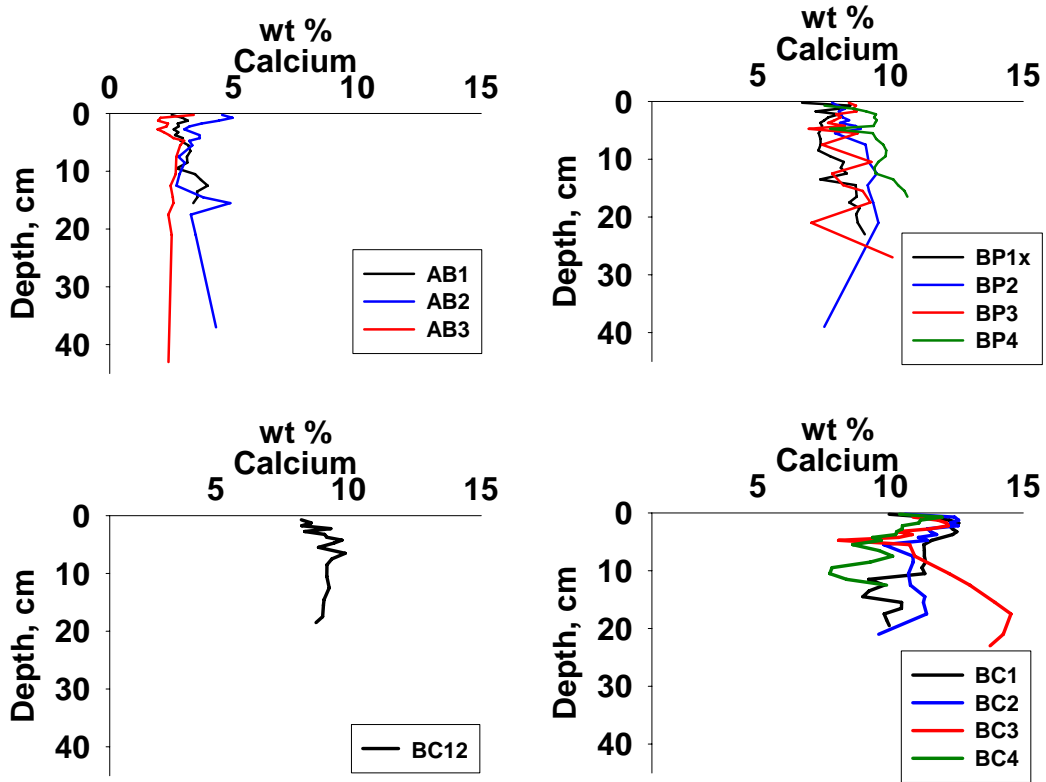 wt %
Calcium
0 5 10 15
Depth, cm
0
10
20
30
40
AB1
AB2
AB3
wt %
Calcium
5 10 15
Depth, cm
0
10
20
30
40
BP1x
BP2
BP3
BP4
wt %
Calcium
5 10 15
Depth, cm
0
10
20
30
40
BC12
wt %
Calcium
5 10 15
Depth, cm
0
10
20
30
40
BC1
BC2
BC3
BC4